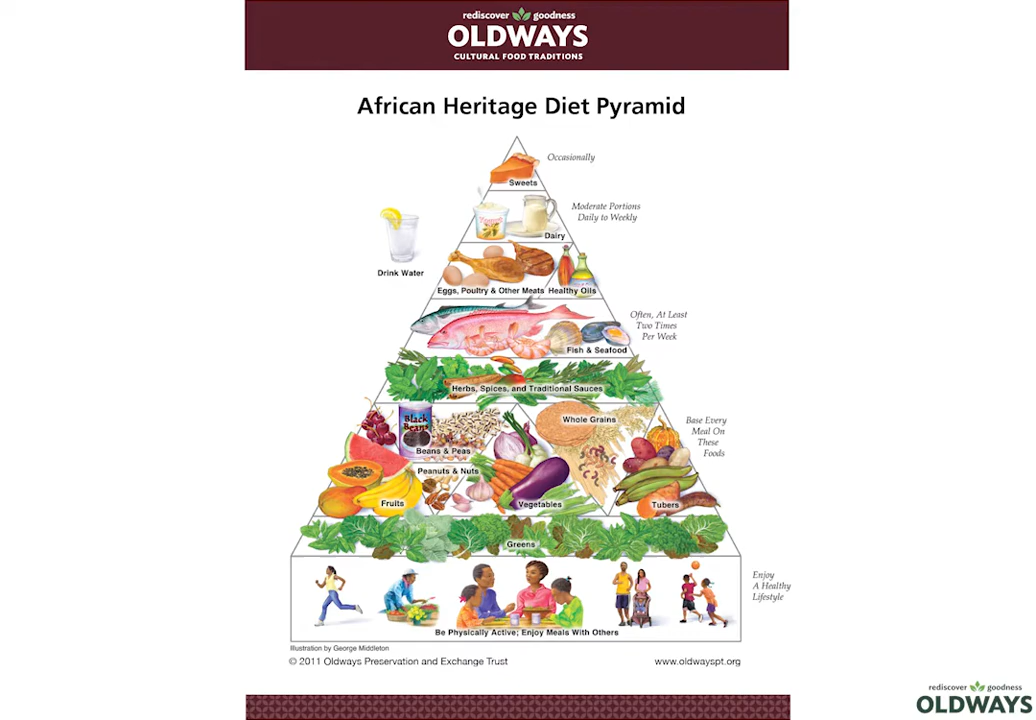 rediscover goodness
OLDWAYS
CULTURAL FOOD TRADITIONS
African Heritage Diet Pyramid
Occasionally
Sweets
Moderate Portions
Daily to Weekly
Dairy
Drink Water
Eggs, Poultry & Other Meats
Healthy Oils
Often, At Least
Two Times
Per Week
Fish & Seafood
Herbs, Spices, and Traditional Sauces
Black
Beans
Whole Grains
Base Every
Meal On
These
Foods
Beans & Peas
Peanuts & Nuts
Fruits
Vegetables
Tubers
Greens
Enjoy
A Healthy
Lifestyle
Be Physically Active; Enjoy Meals With Others
Illustration by George Middleton
© 2011 Oldways Preservation and Exchange Trust
www.oldwayspt.org
rediscover goodness
OLDWAYS